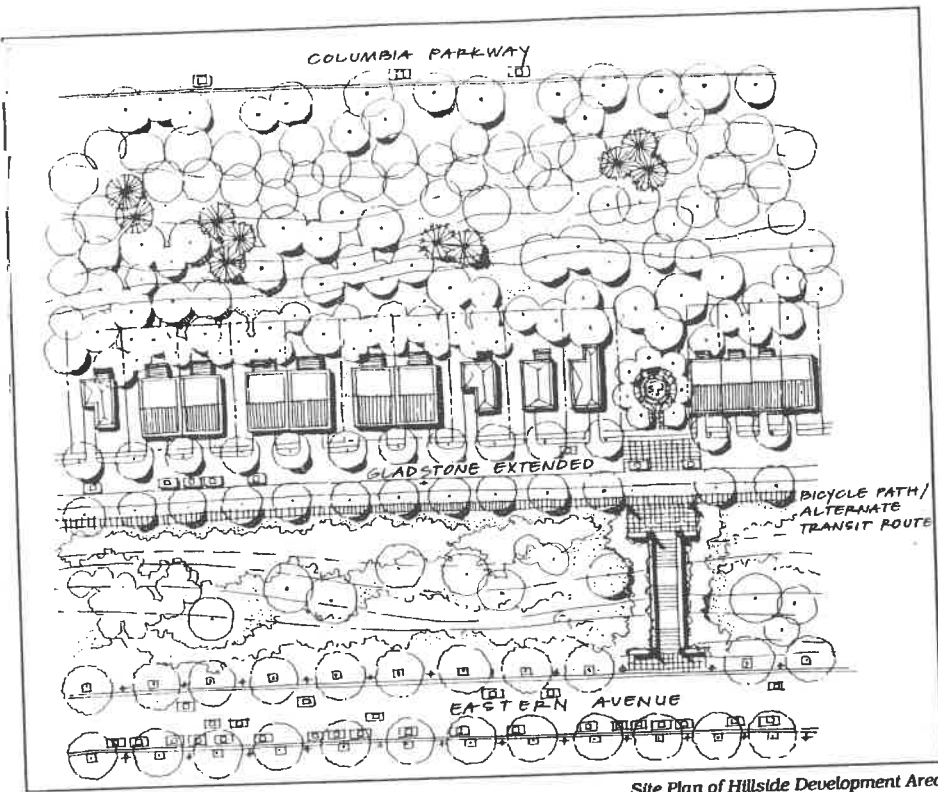 COLUMBIA PARKWAY
GLADSTONE EXTENDED
BICYCLE PATH/
ALTERNATE
TRANSIT ROUTE
EASTERN AVENUE
Site Plan of Hillside Development Area